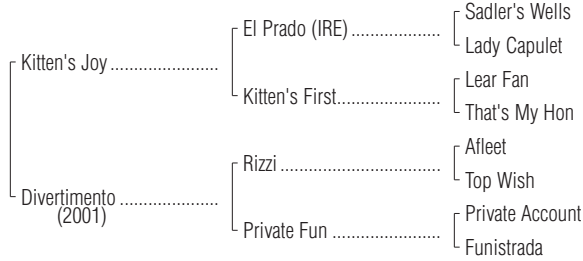 Sadler's Wells
El Prado (IRE) ....................
Lady Capulet
Kitten's Joy ........................
Lear Fan
Kitten's First.......................
That's My Hon
Afleet
Rizzi ....................................
Top Wish
Divertimento ......................
(2001)
Private Account
Private Fun ........................
Funistrada